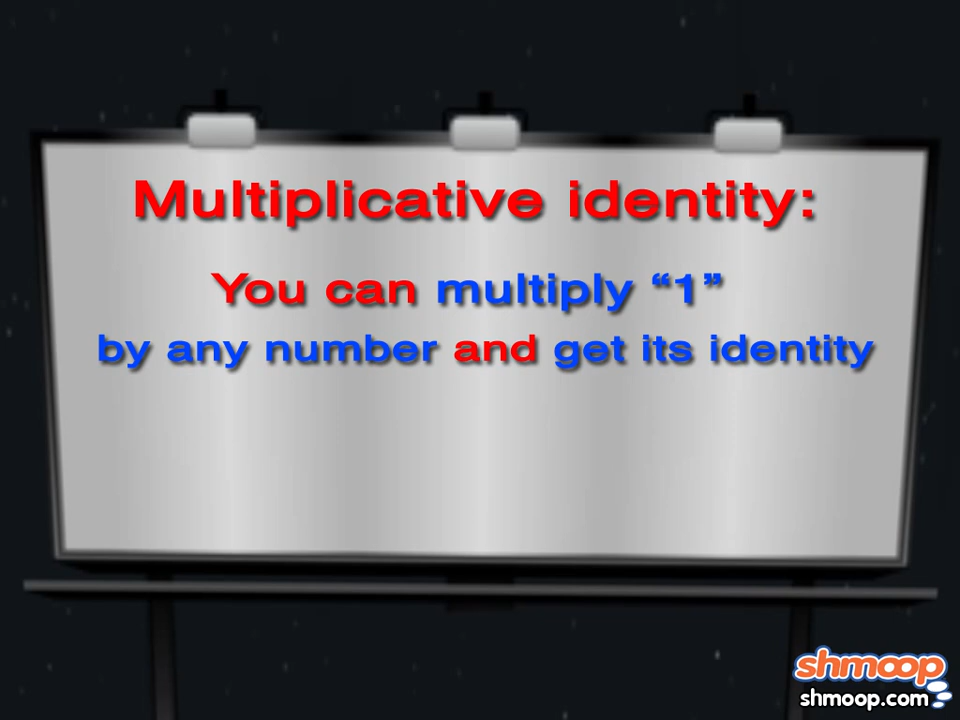 Multiplicative identity:
You can multiply “1”
by any number and get its identity
shmoop
shmoop.com